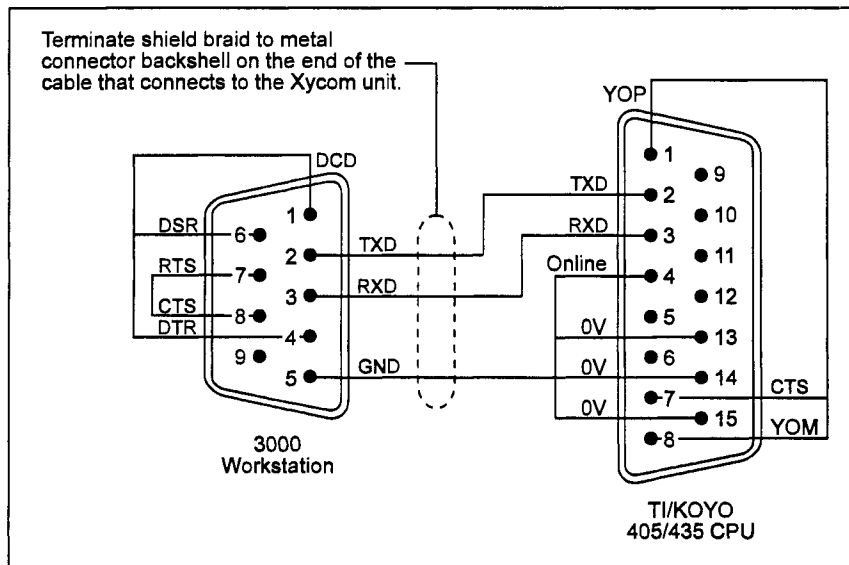 Terminate shield braid to metal
connector backshell on the end of the
cable that connects to the Xycom unit.
YOP
DCD
1
9
TXD
2
10
DSR
6
1
RXD
3
11
TXD
2
RTS
7
Online
4
12
RXD
3
CTS
8
5
DTR
4
0V
13
9
6
GND
5
0V
14
7
CTS
0V
15
8
YOM
3000
Workstation
TI/KOYO
405/435 CPU